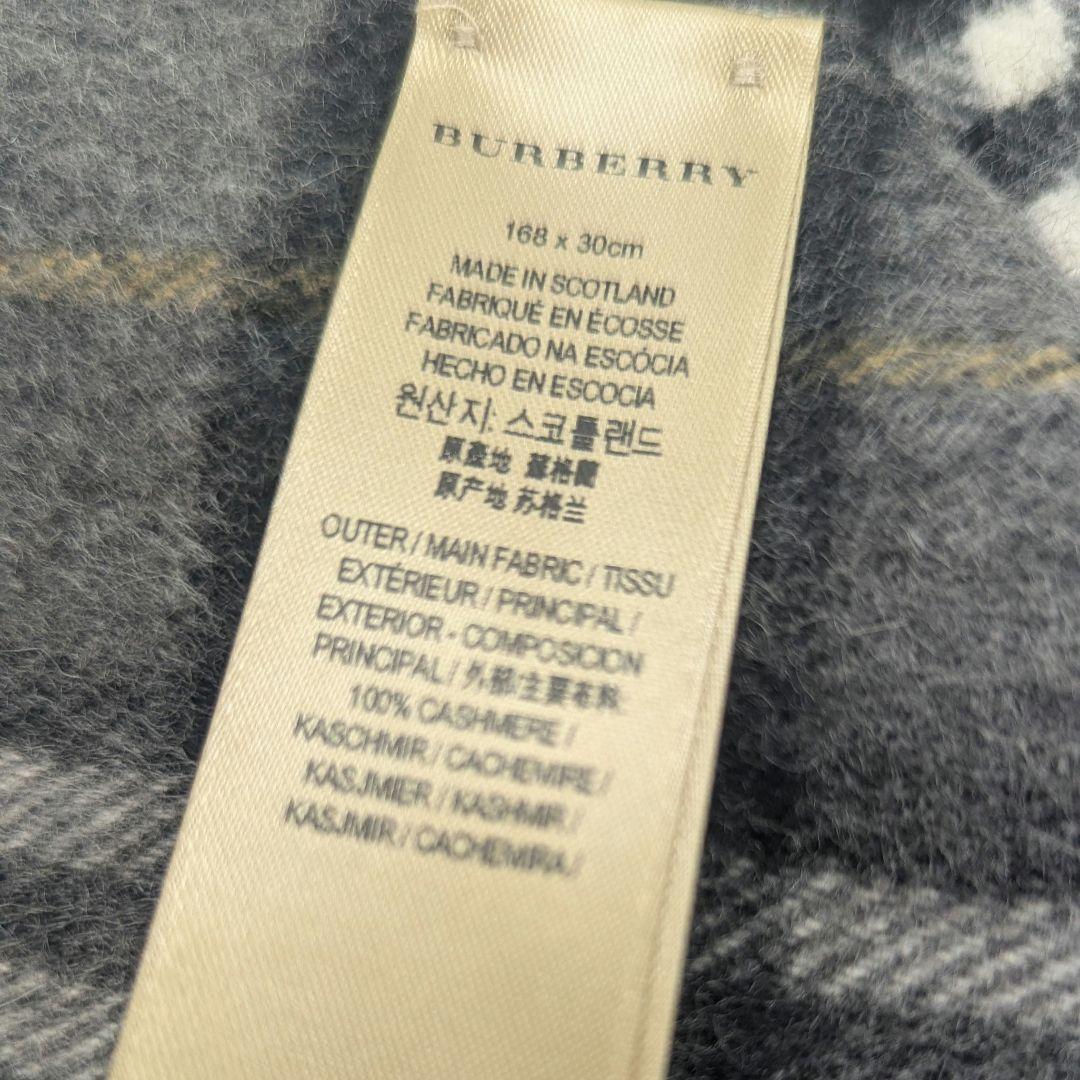 BURBERRY
168 x 30cm
MADE IN SCOTLAND
FABRIQUÉ EN ÉCOSSE
FABRICADO NA ESCÓCIA
HECHO EN ESCOCIA
원산지: 스코틀랜드
原產地 蘇格蘭
原产地 苏格兰
OUTER / MAIN FABRIC / TISSU
EXTÉRIEUR / PRINCIPAL /
EXTERIOR - COMPOSICION
PRINCIPAL / 外部/主要布料
100% CASHMERE /
KASCHMIR / CACHEMIRE /
KASJMIER / KASHMIR /
KASJMIR / CACHEMIRA /